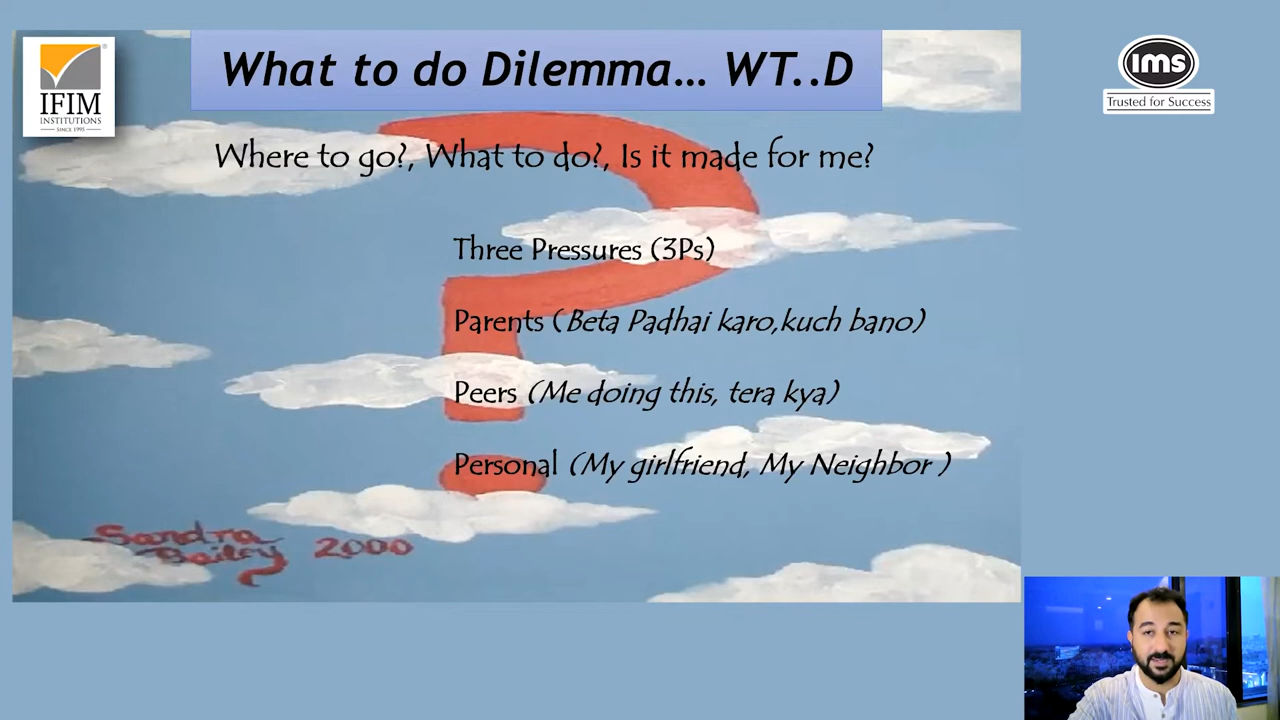 What to do Dilemma... WT..D
IFIM
INSTITUTIONS
SINCE 1995
ims
Trusted for Success
Where to go?, What to do?, Is it made for me?
Three Pressures (3Ps)
Parents (Beta Padhai karo,kuch bano)
Peers (Me doing this, tera kya)
Personal (My girlfriend, My Neighbor )
Sandra
Bailey 2000